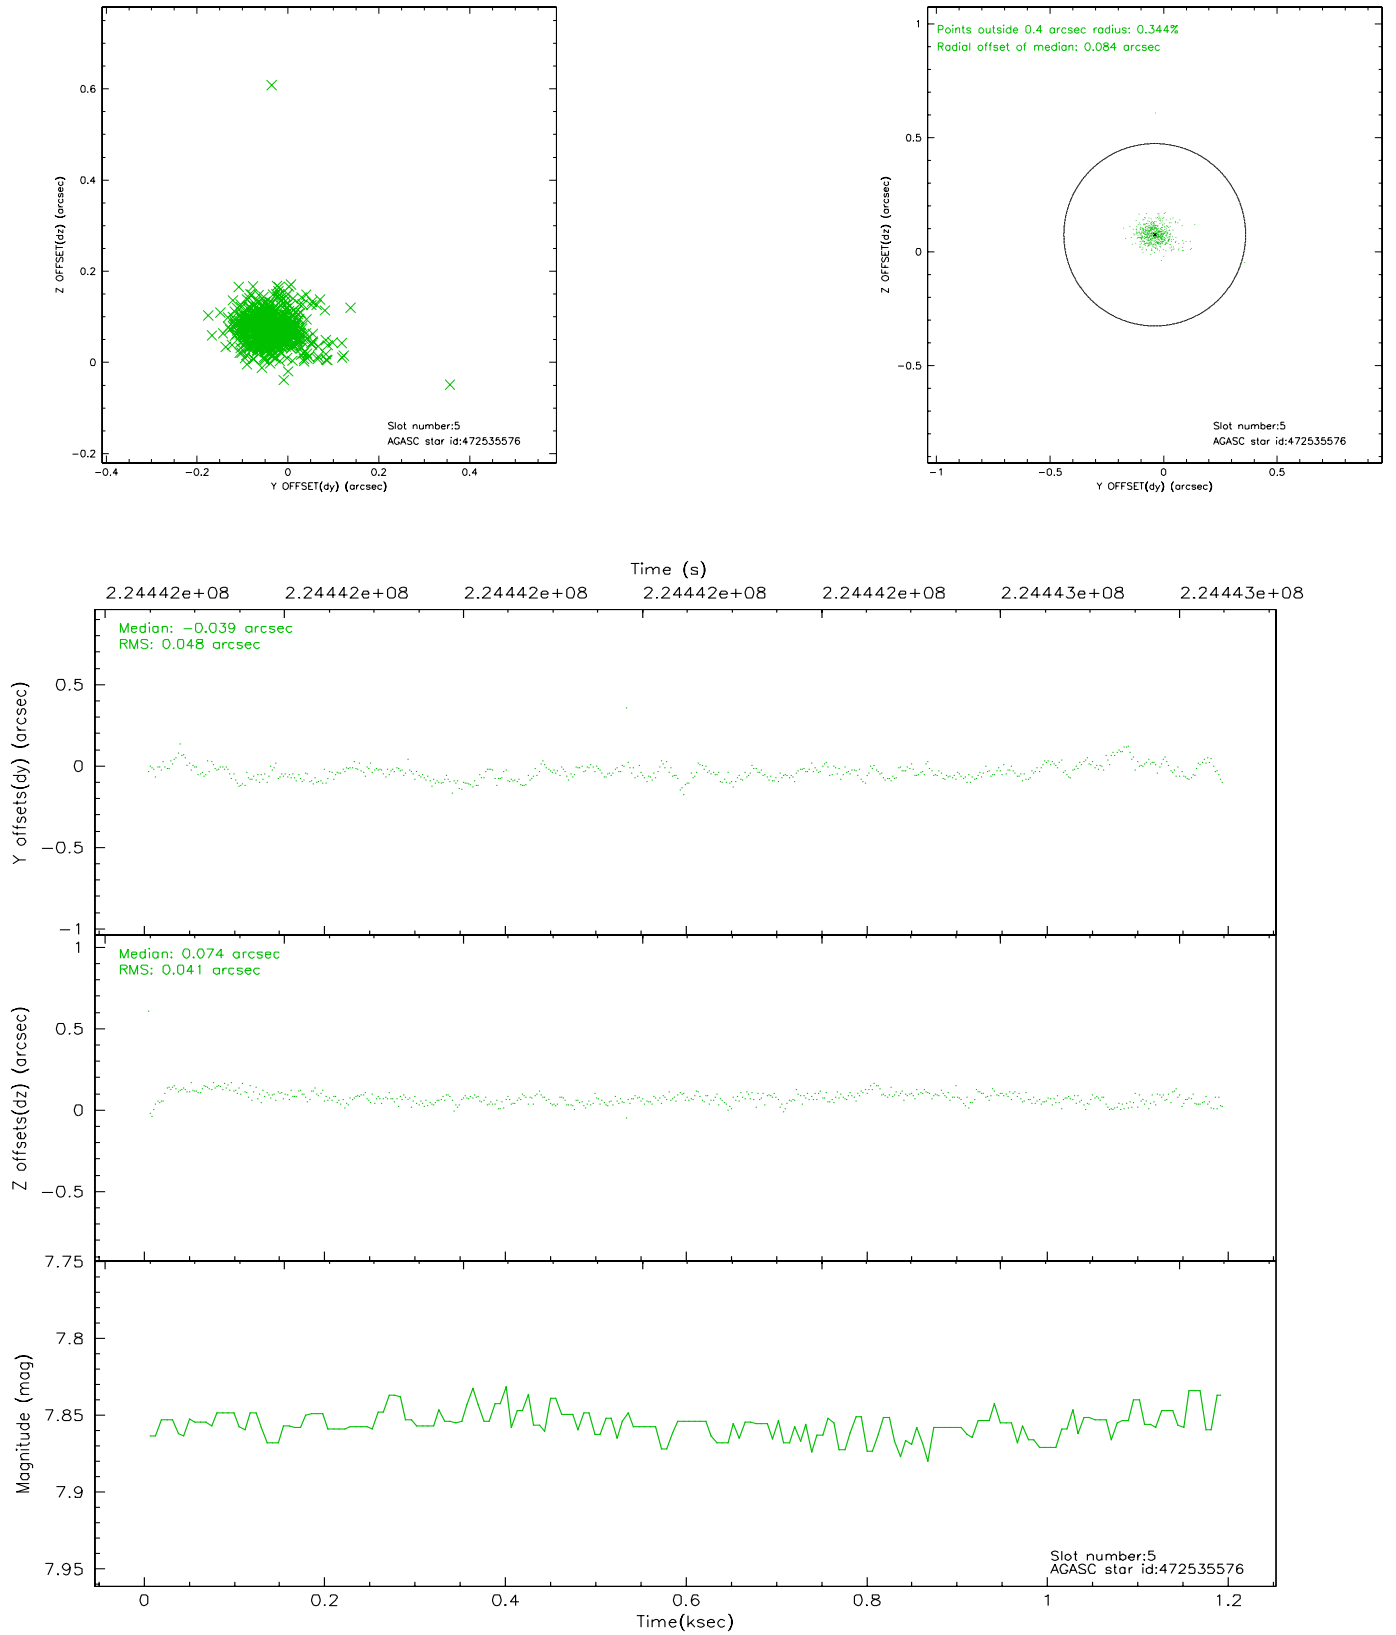 0.6
0.4
0.2
0
−0.2
−0.4 −0.2 0 0.2 0.4
Z OFFSET(dz) (arcsec)
Y OFFSET(dy) (arcsec)
Slot number:5
AGASC star id:472535576
Points outside 0.4 arcsec radius: 0.344%
Radial offset of median: 0.084 arcsec
1
0.5
0
−0.5
−1 −0.5 0 0.5
Z OFFSET(dz) (arcsec)
Y OFFSET(dy) (arcsec)
Slot number:5
AGASC star id:472535576
Time (s)
2.24442e+08 2.24442e+08 2.24442e+08 2.24442e+08 2.24442e+08 2.24443e+08 2.24443e+08
Median: −0.039 arcsec
RMS: 0.048 arcsec
0.5
0
−0.5
−1
Y offsets(dy) (arcsec)
Median: 0.074 arcsec
RMS: 0.041 arcsec
1
0.5
0
−0.5
Z offsets(dz) (arcsec)
7.75
7.8
7.85
7.9
7.95
Magnitude (mag)
Slot number:5
AGASC star id:472535576
0 0.2 0.4 0.6 0.8 1 1.2
Time(ksec)